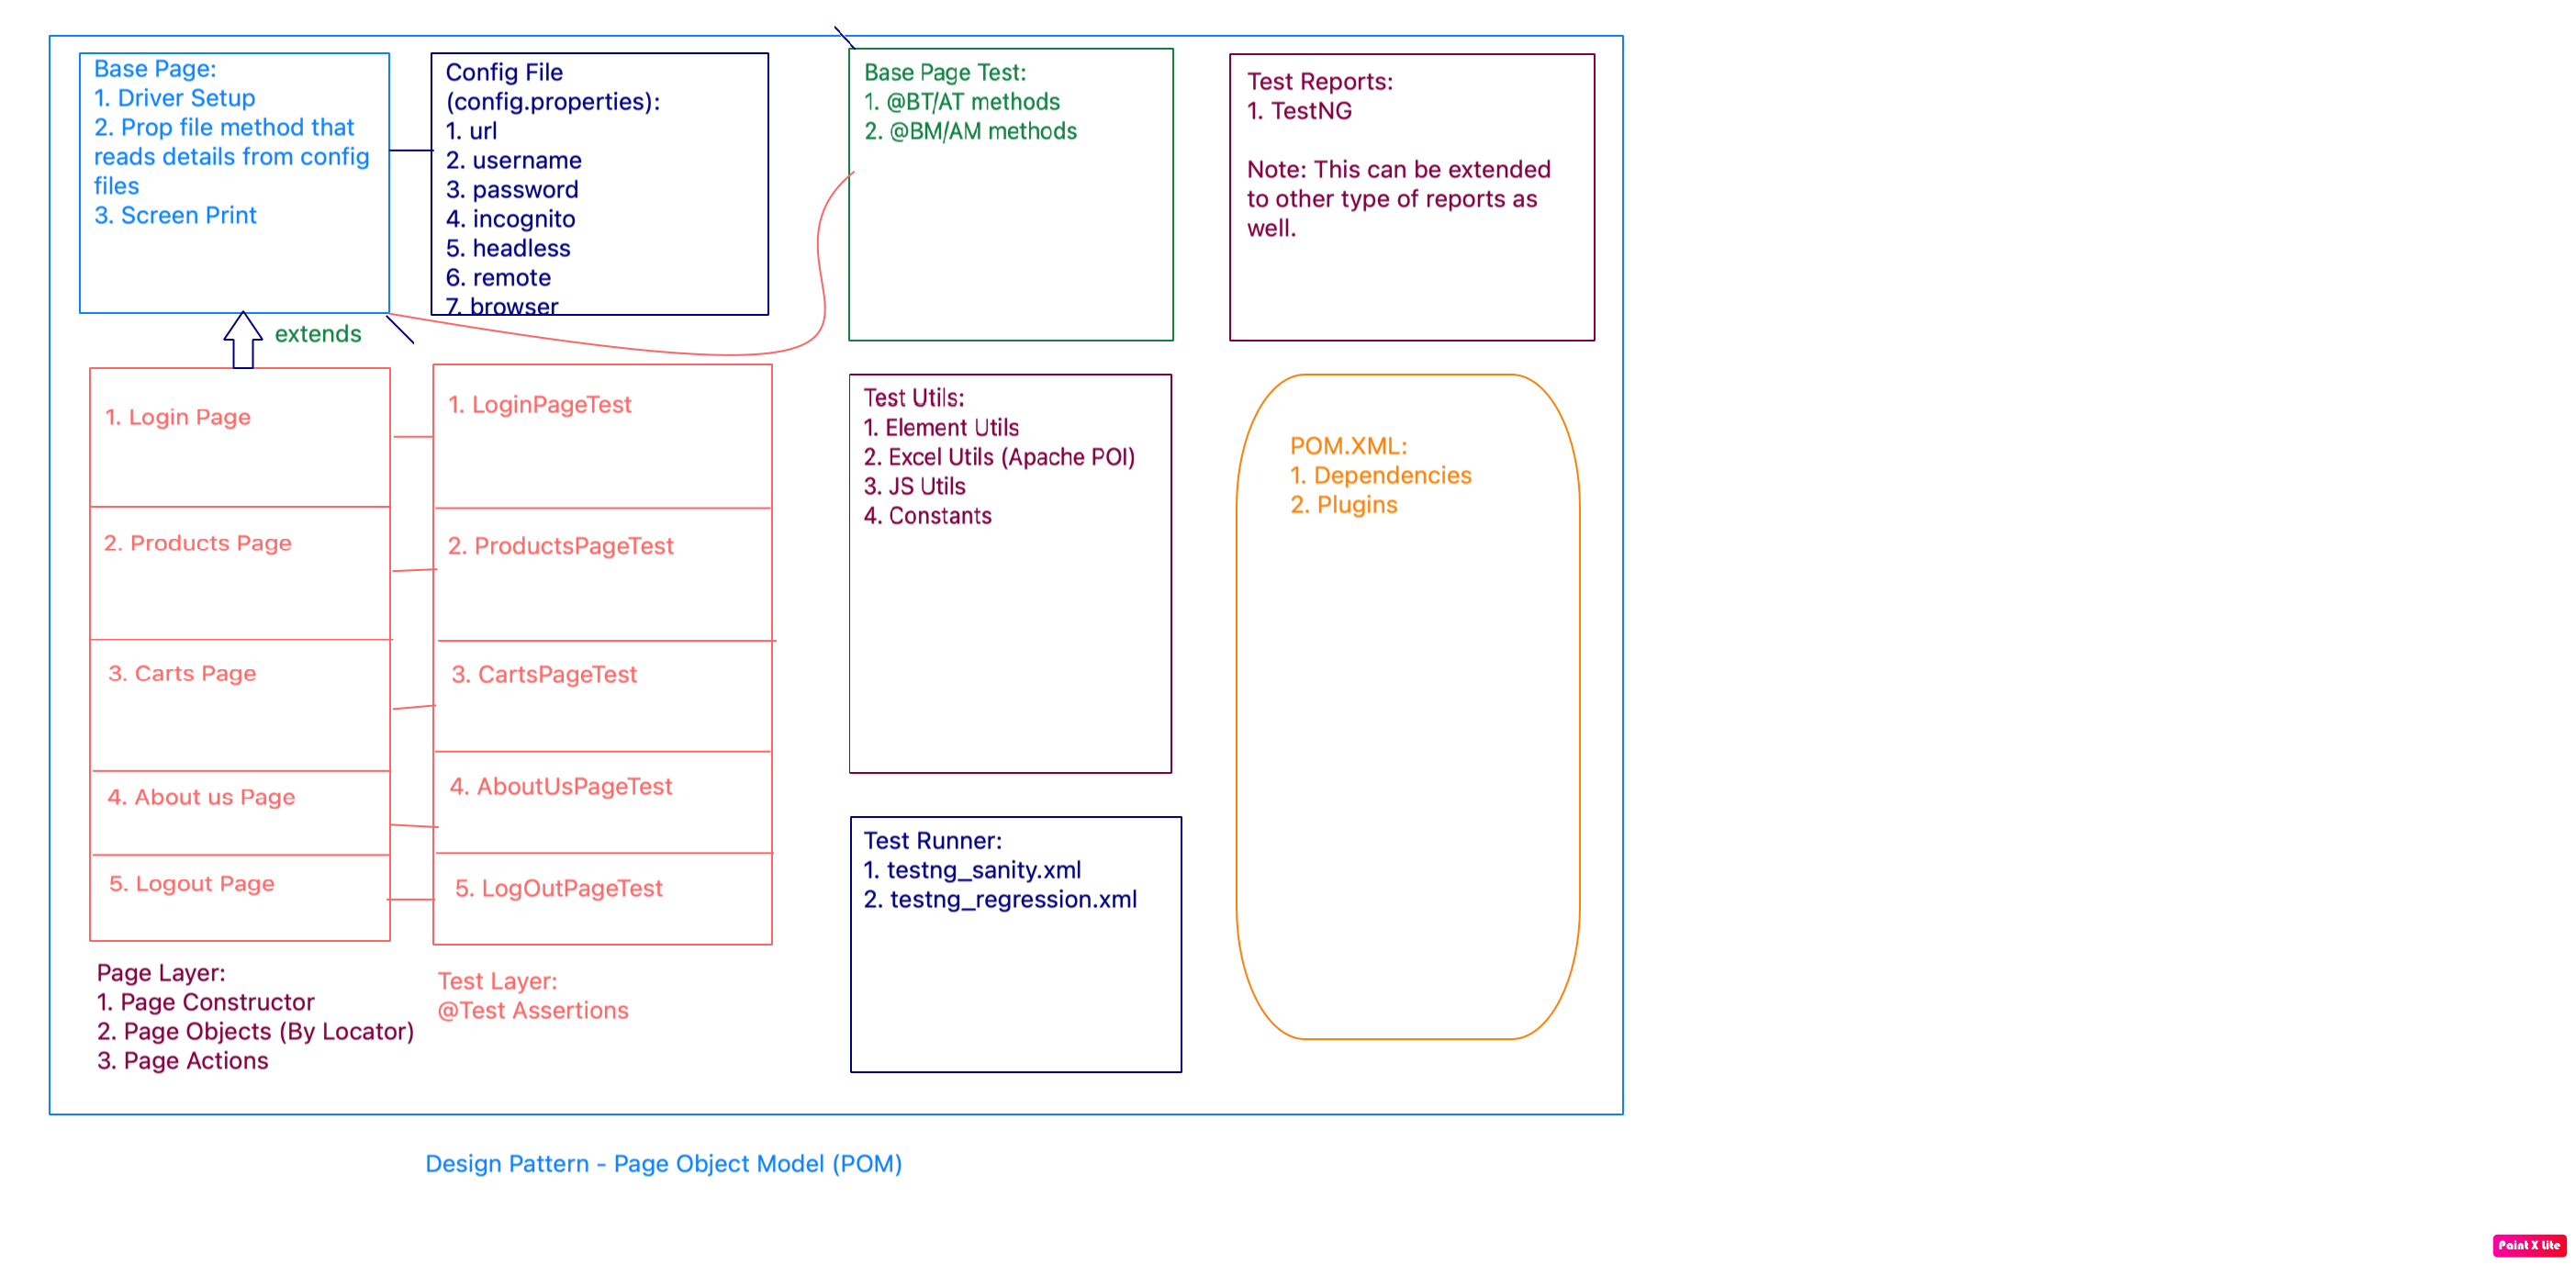 Base Page:
1. Driver Setup
2. Prop file method that
reads details from config
files
3. Screen Print
Config File
(config.properties):
1. url
2. username
3. password
4. incognito
5. headless
6. remote
7. browser
Base Page Test:
1. @BT/AT methods
2. @BM/AM methods
Test Reports:
1. TestNG
Note: This can be extended
to other type of reports as
well.
extends
1. Login Page
2. Products Page
3. Carts Page
4. About us Page
5. Logout Page
1. LoginPageTest
2. ProductsPageTest
3. CartsPageTest
4. AboutUsPageTest
5. LogOutPageTest
Test Utils:
1. Element Utils
2. Excel Utils (Apache POI)
3. JS Utils
4. Constants
POM.XML:
1. Dependencies
2. Plugins
Test Runner:
1. testng_sanity.xml
2. testng_regression.xml
Page Layer:
1. Page Constructor
2. Page Objects (By Locator)
3. Page Actions
Test Layer:
@Test Assertions
Design Pattern - Page Object Model (POM)
Paint X Lite